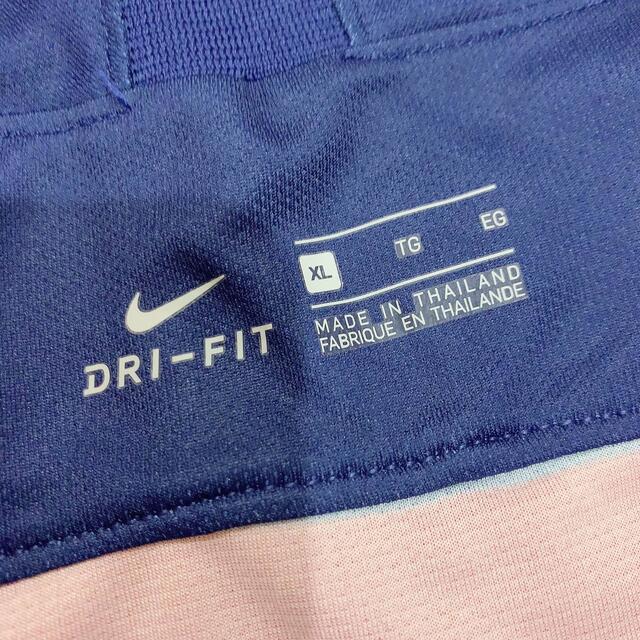 DRI-FIT
XL TG EG
MADE IN THAILAND
FABRIQUE EN THAILANDE